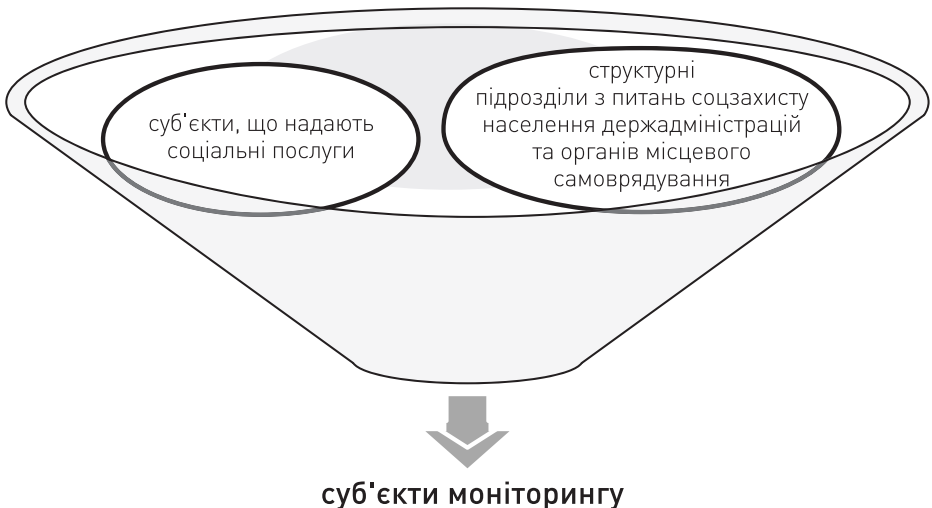 суб'єкти, що надають
соціальні послуги
структурні
підрозділи з питань соцзахисту
населення держадміністрацій
та органів місцевого
самоврядування
суб'єкти моніторингу